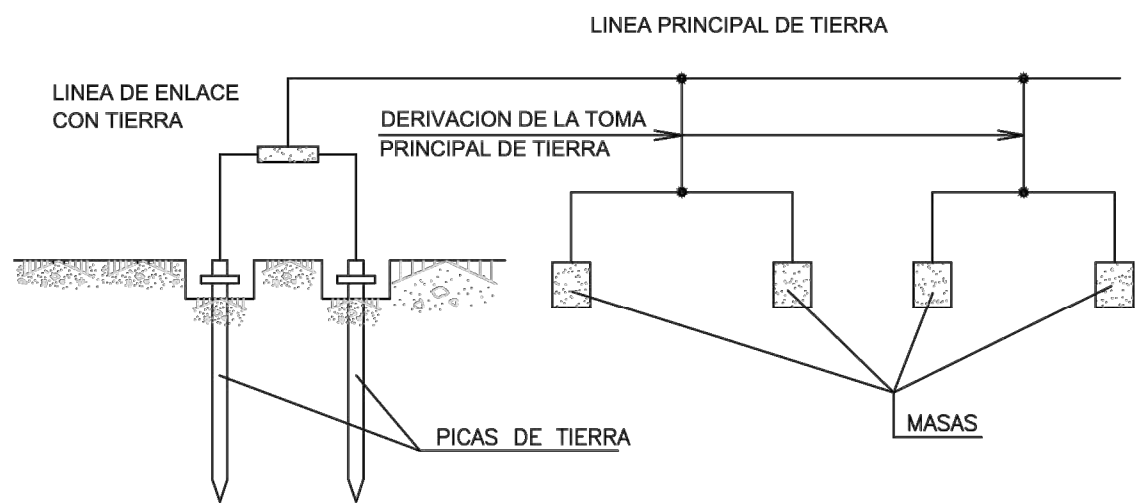 LINEA PRINCIPAL DE TIERRA
LINEA DE ENLACE
CON TIERRA
DERIVACION DE LA TOMA
PRINCIPAL DE TIERRA
PICAS DE TIERRA
MASAS